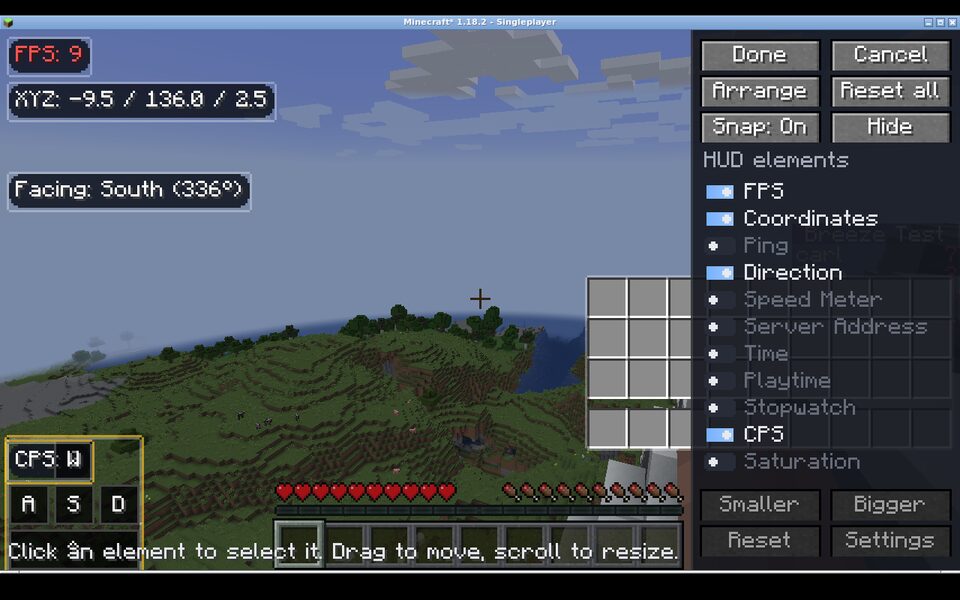 Minecraft* 1.18.2 - Singleplayer
FPS: 9
XYZ: -9.5 / 136.0 / 2.5
Facing: South (336°)
Done
Cancel
Arrange
Reset all
Snap: On
Hide
HUD elements
FPS
Coordinates
Breeze Test
Ping
Direction
Speed Meter
Server Address
Time
Playtime
Stopwatch
CPS
Saturation
Smaller
Bigger
Reset
Settings
CPS: W
A S D
Click an element to select it. Drag to move, scroll to resize.